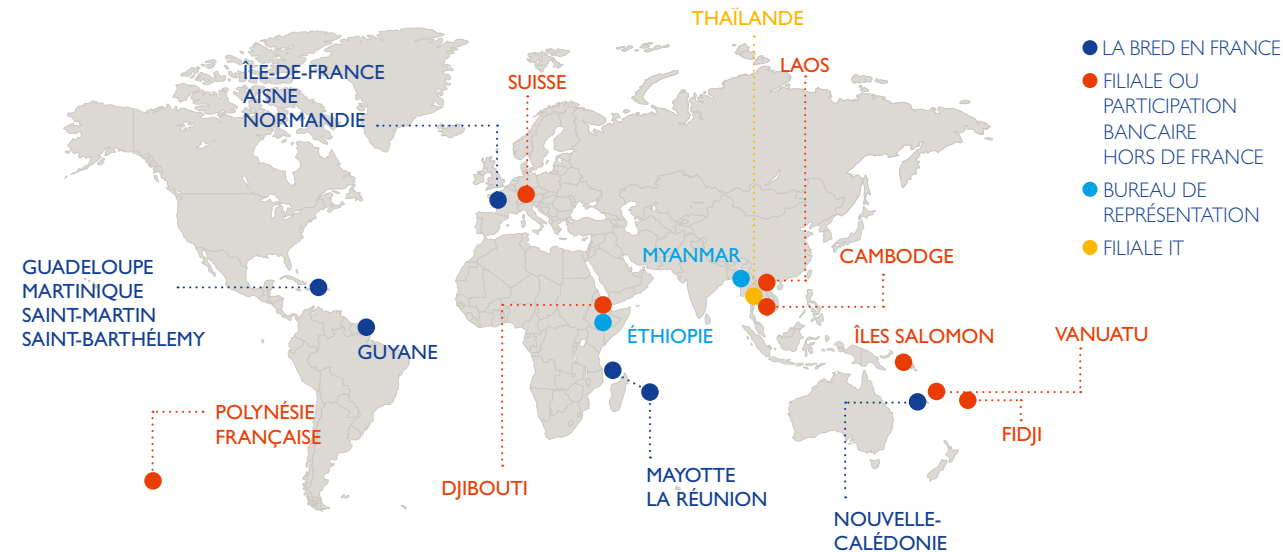 THAÏLANDE
LA BRED EN FRANCE
FILIALE OU
PARTICIPATION
BANCAIRE
HORS DE FRANCE
BUREAU DE
REPRÉSENTATION
FILIALE IT
ÎLE-DE-FRANCE
AISNE
NORMANDIE
SUISSE
LAOS
MYANMAR
CAMBODGE
GUADELOUPE
MARTINIQUE
SAINT-MARTIN
SAINT-BARTHÉLEMY
GUYANE
ÉTHIOPIE
ÎLES SALOMON
VANUATU
POLYNÉSIE
FRANÇAISE
FIDJI
DJIBOUTI
MAYOTTE
LA RÉUNION
NOUVELLE-
CALÉDONIE